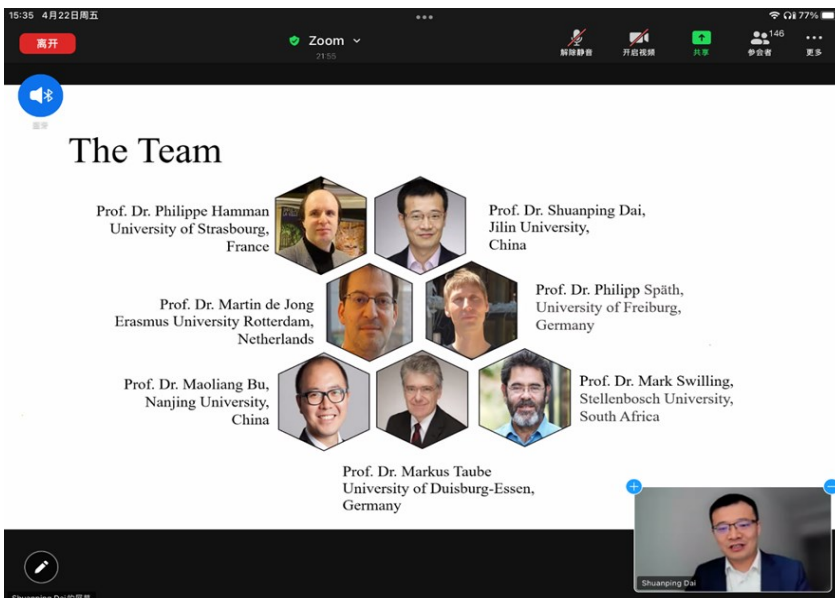 15:35 4月22日周五
77%
离开
Zoom
21:55
解除静音
开启视频
共享
146
参会者
更多
The Team
Prof. Dr. Philippe Hamman
University of Strasbourg,
France
Prof. Dr. Shuanping Dai,
Jilin University,
China
Prof. Dr. Martin de Jong
Erasmus University Rotterdam,
Netherlands
Prof. Dr. Philipp Späth,
University of Freiburg,
Germany
Prof. Dr. Maoliang Bu,
Nanjing University,
China
Prof. Dr. Mark Swilling,
Stellenbosch University,
South Africa
Prof. Dr. Markus Taube
University of Duisburg-Essen,
Germany
Shuanping Dai